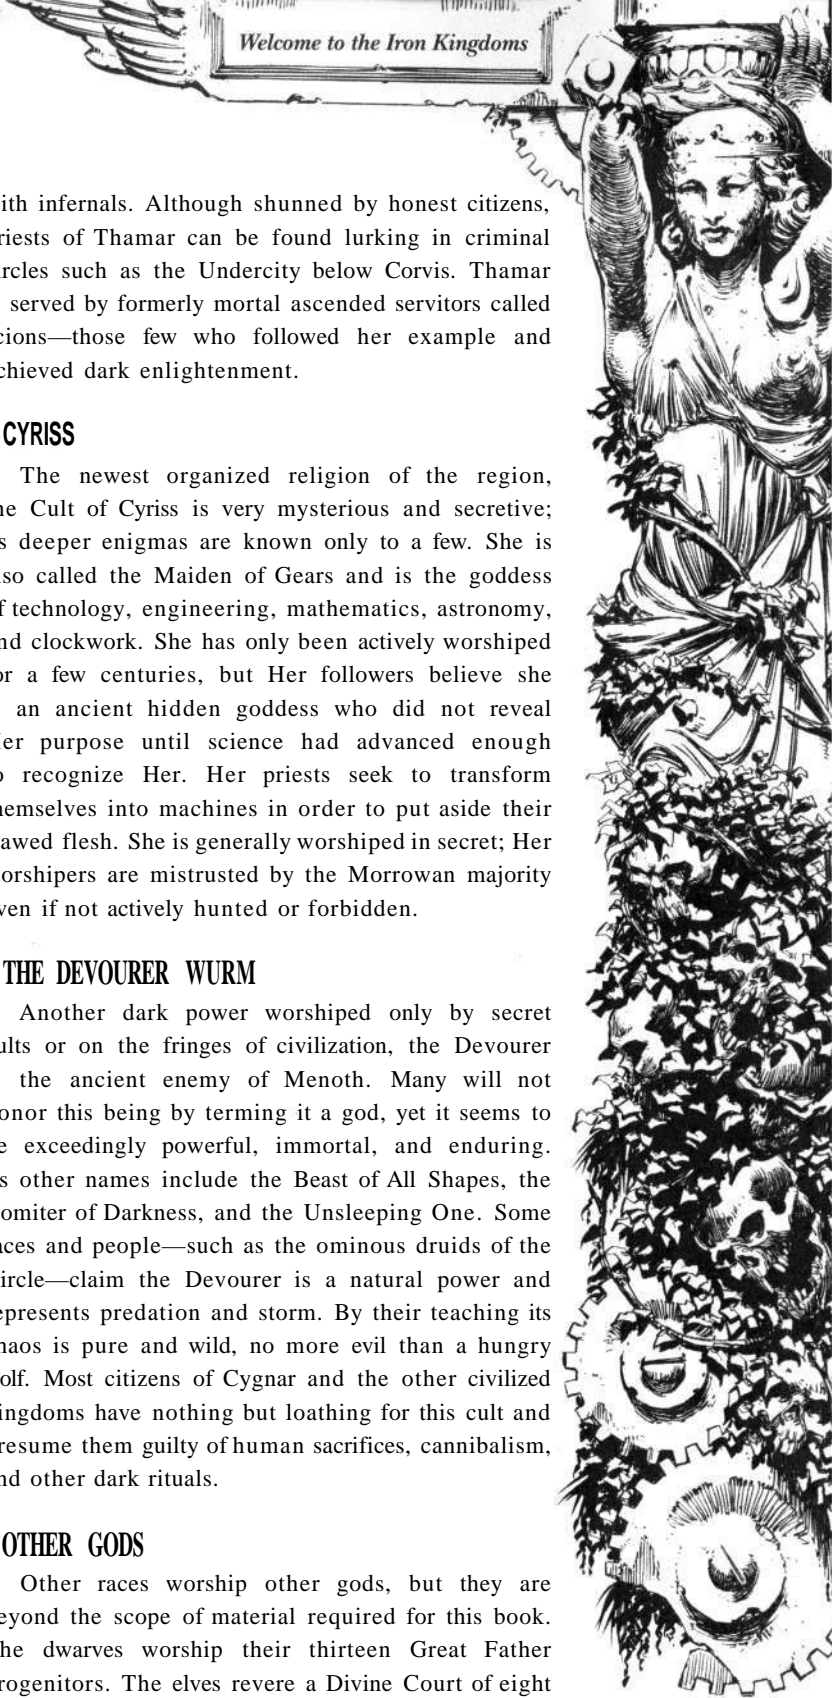 Welcome to the Iron Kingdoms
ith infernals. Although shunned by honest citizens,
riests of Thamar can be found lurking in criminal
ircles such as the Undercity below Corvis. Thamar
served by formerly mortal ascended servitors called
cions—those few who followed her example and
chieved dark enlightenment.
CYRISS
The newest organized religion of the region,
he Cult of Cyriss is very mysterious and secretive;
s deeper enigmas are known only to a few. She is
lso called the Maiden of Gears and is the goddess
f technology, engineering, mathematics, astronomy,
nd clockwork. She has only been actively worshiped
or a few centuries, but Her followers believe she
an ancient hidden goddess who did not reveal
er purpose until science had advanced enough
o recognize Her. Her priests seek to transform
hemselves into machines in order to put aside their
awed flesh. She is generally worshiped in secret; Her
orshipers are mistrusted by the Morrowan majority
ven if not actively hunted or forbidden.
THE DEVOURER WURM
Another dark power worshiped only by secret
ults or on the fringes of civilization, the Devourer
the ancient enemy of Menoth. Many will not
onor this being by terming it a god, yet it seems to
e exceedingly powerful, immortal, and enduring.
s other names include the Beast of All Shapes, the
omiter of Darkness, and the Unsleeping One. Some
aces and people—such as the ominous druids of the
ircle—claim the Devourer is a natural power and
epresents predation and storm. By their teaching its
haos is pure and wild, no more evil than a hungry
olf. Most citizens of Cygnar and the other civilized
ingdoms have nothing but loathing for this cult and
resume them guilty of human sacrifices, cannibalism,
nd other dark rituals.
OTHER GODS
Other races worship other gods, but they are
eyond the scope of material required for this book.
he dwarves worship their thirteen Great Father
rogenitors. The elves revere a Divine Court of eight